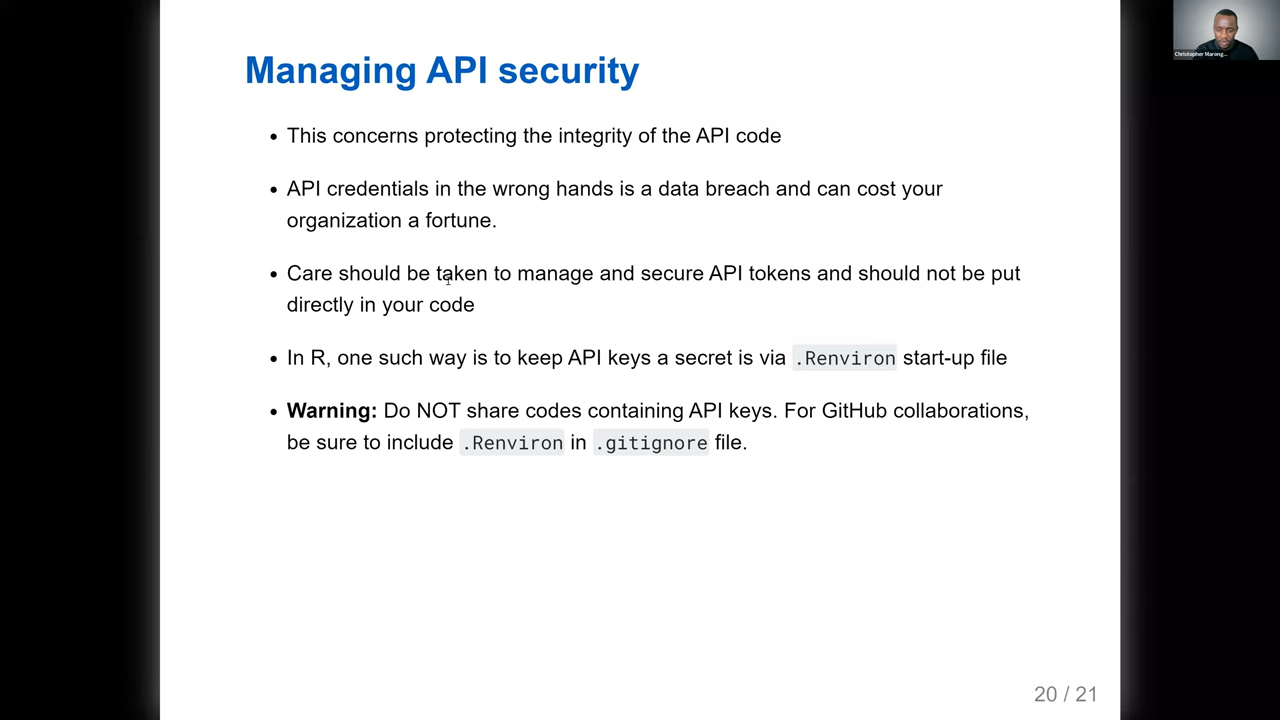 Managing API security
• This concerns protecting the integrity of the API code
• API credentials in the wrong hands is a data breach and can cost your
organization a fortune.
• Care should be taken to manage and secure API tokens and should not be put
directly in your code
• In R, one such way is to keep API keys a secret is via .Renviron start-up file
• Warning: Do NOT share codes containing API keys. For GitHub collaborations,
be sure to include .Renviron in .gitignore file.
20 / 21
Christopher Marong...